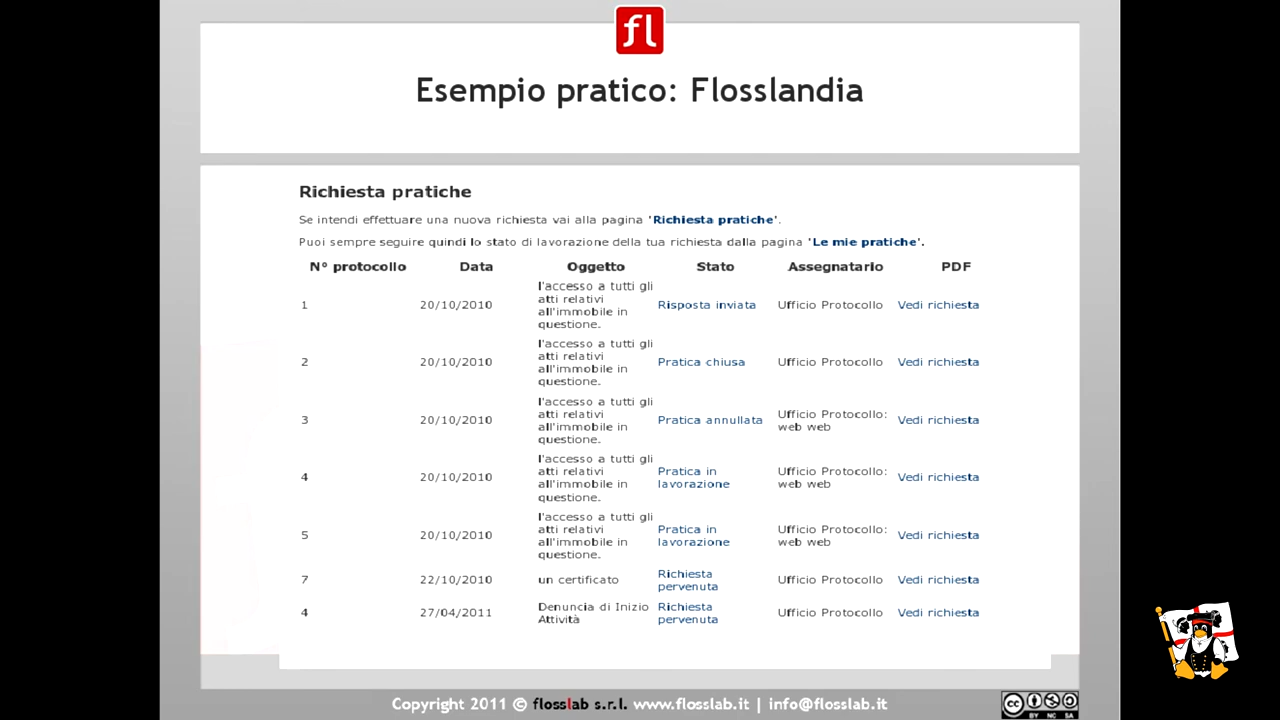 fl
Esempio pratico: Flosslandia
Richiesta pratiche
Se intendi effettuare una nuova richiesta vai alla pagina 'Richiesta pratiche'.
Puoi sempre seguire quindi lo stato di lavorazione della tua richiesta dalla pagina 'Le mie pratiche'.
N° protocollo Data Oggetto Stato Assegnatario PDF
1 20/10/2010 l'accesso a tutti gli atti relativi all'immobile in questione. Risposta inviata Ufficio Protocollo Vedi richiesta
2 20/10/2010 l'accesso a tutti gli atti relativi all'immobile in questione. Pratica chiusa Ufficio Protocollo Vedi richiesta
3 20/10/2010 l'accesso a tutti gli atti relativi all'immobile in questione. Pratica annullata Ufficio Protocollo: web web Vedi richiesta
4 20/10/2010 l'accesso a tutti gli atti relativi all'immobile in questione. Pratica in lavorazione Ufficio Protocollo: web web Vedi richiesta
5 20/10/2010 l'accesso a tutti gli atti relativi all'immobile in questione. Pratica in lavorazione Ufficio Protocollo: web web Vedi richiesta
7 22/10/2010 un certificato Richiesta pervenuta Ufficio Protocollo Vedi richiesta
4 27/04/2011 Denuncia di Inizio Attività Richiesta pervenuta Ufficio Protocollo Vedi richiesta
Copyright 2011 © flosslab s.r.l. www.flosslab.it | info@flosslab.it
cc BY NC SA